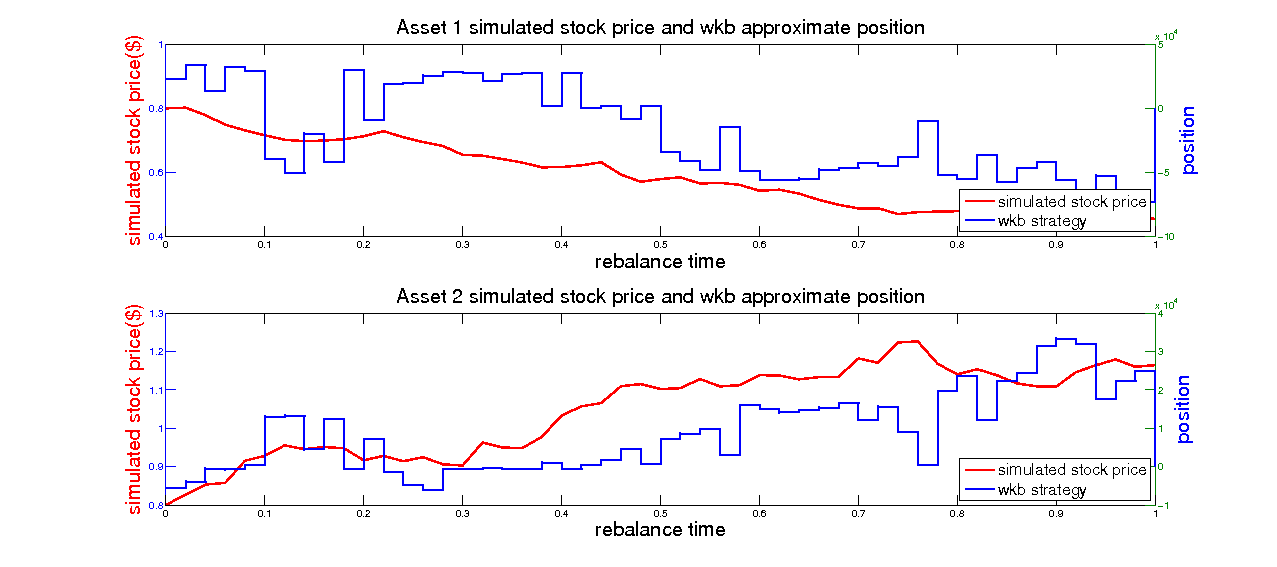 Asset 1 simulated stock price and wkb approximate position
x 10^4
simulated stock price($)
1
0.8
0.6
0.4
5
0
-5
-10
position
simulated stock price
wkb strategy
0 0.1 0.2 0.3 0.4 0.5 0.6 0.7 0.8 0.9 1
rebalance time
Asset 2 simulated stock price and wkb approximate position
x 10^4
simulated stock price($)
1.3
1.2
1.1
1
0.9
0.8
4
3
2
1
0
-1
position
simulated stock price
wkb strategy
0 0.1 0.2 0.3 0.4 0.5 0.6 0.7 0.8 0.9 1
rebalance time